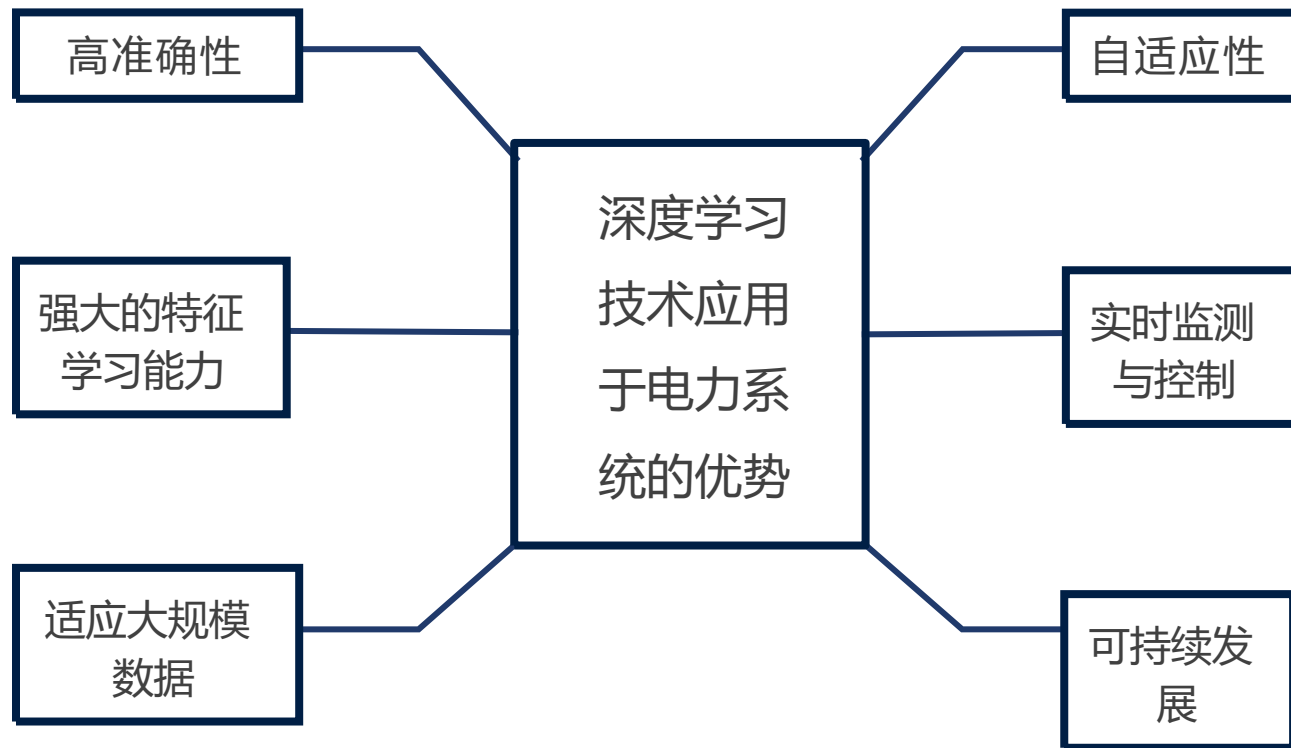 高准确性
强大的特征
学习能力
适应大规模
数据
深度学习
技术应用
于电力系
统的优势
自适应性
实时监测
与控制
可持续发
展